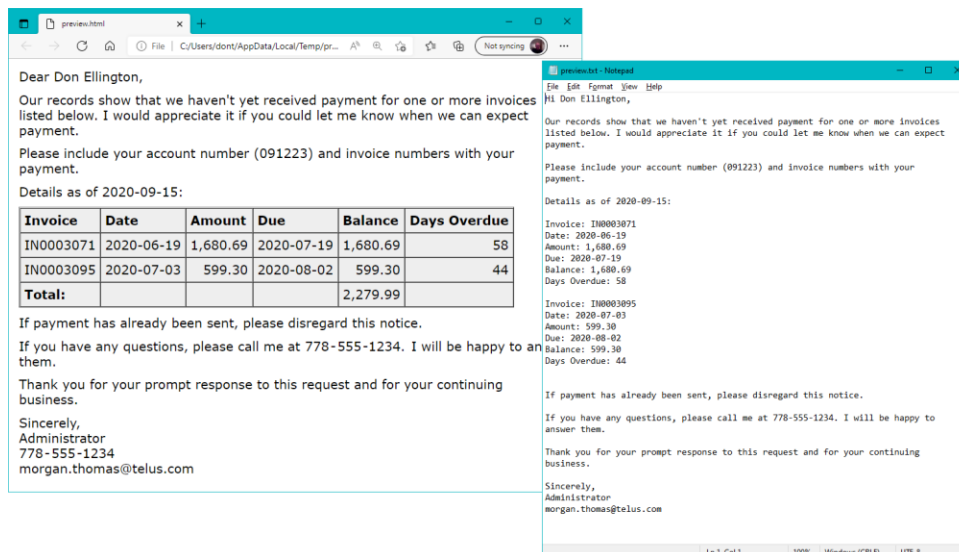 preview.html
File | C:/Users/dont/AppData/Local/Temp/pr...
Not syncing
Dear Don Ellington,
Our records show that we haven't yet received payment for one or more invoices
listed below. I would appreciate it if you could let me know when we can expect
payment.
Please include your account number (091223) and invoice numbers with your
payment.
Details as of 2020-09-15:
Invoice Date Amount Due Balance Days Overdue
IN0003071 2020-06-19 1,680.69 2020-07-19 1,680.69 58
IN0003095 2020-07-03 599.30 2020-08-02 599.30 44
Total: 2,279.99
If payment has already been sent, please disregard this notice.
If you have any questions, please call me at 778-555-1234. I will be happy to an
them.
Thank you for your prompt response to this request and for your continuing
business.
Sincerely,
Administrator
778-555-1234
morgan.thomas@telus.com
preview.txt - Notepad
File Edit Format View Help
Hi Don Ellington,
Our records show that we haven't yet received payment for one or more invoices
listed below. I would appreciate it if you could let me know when we can expect
payment.
Please include your account number (091223) and invoice numbers with your
payment.
Details as of 2020-09-15:
Invoice: IN0003071
Date: 2020-06-19
Amount: 1,680.69
Due: 2020-07-19
Balance: 1,680.69
Days Overdue: 58
Invoice: IN0003095
Date: 2020-07-03
Amount: 599.30
Due: 2020-08-02
Balance: 599.30
Days Overdue: 44
If payment has already been sent, please disregard this notice.
If you have any questions, please call me at 778-555-1234. I will be happy to
answer them.
Thank you for your prompt response to this request and for your continuing
business.
Sincerely,
Administrator
morgan.thomas@telus.com
Ln 1, Col 1 100% Windows (CRLF) UTF-8